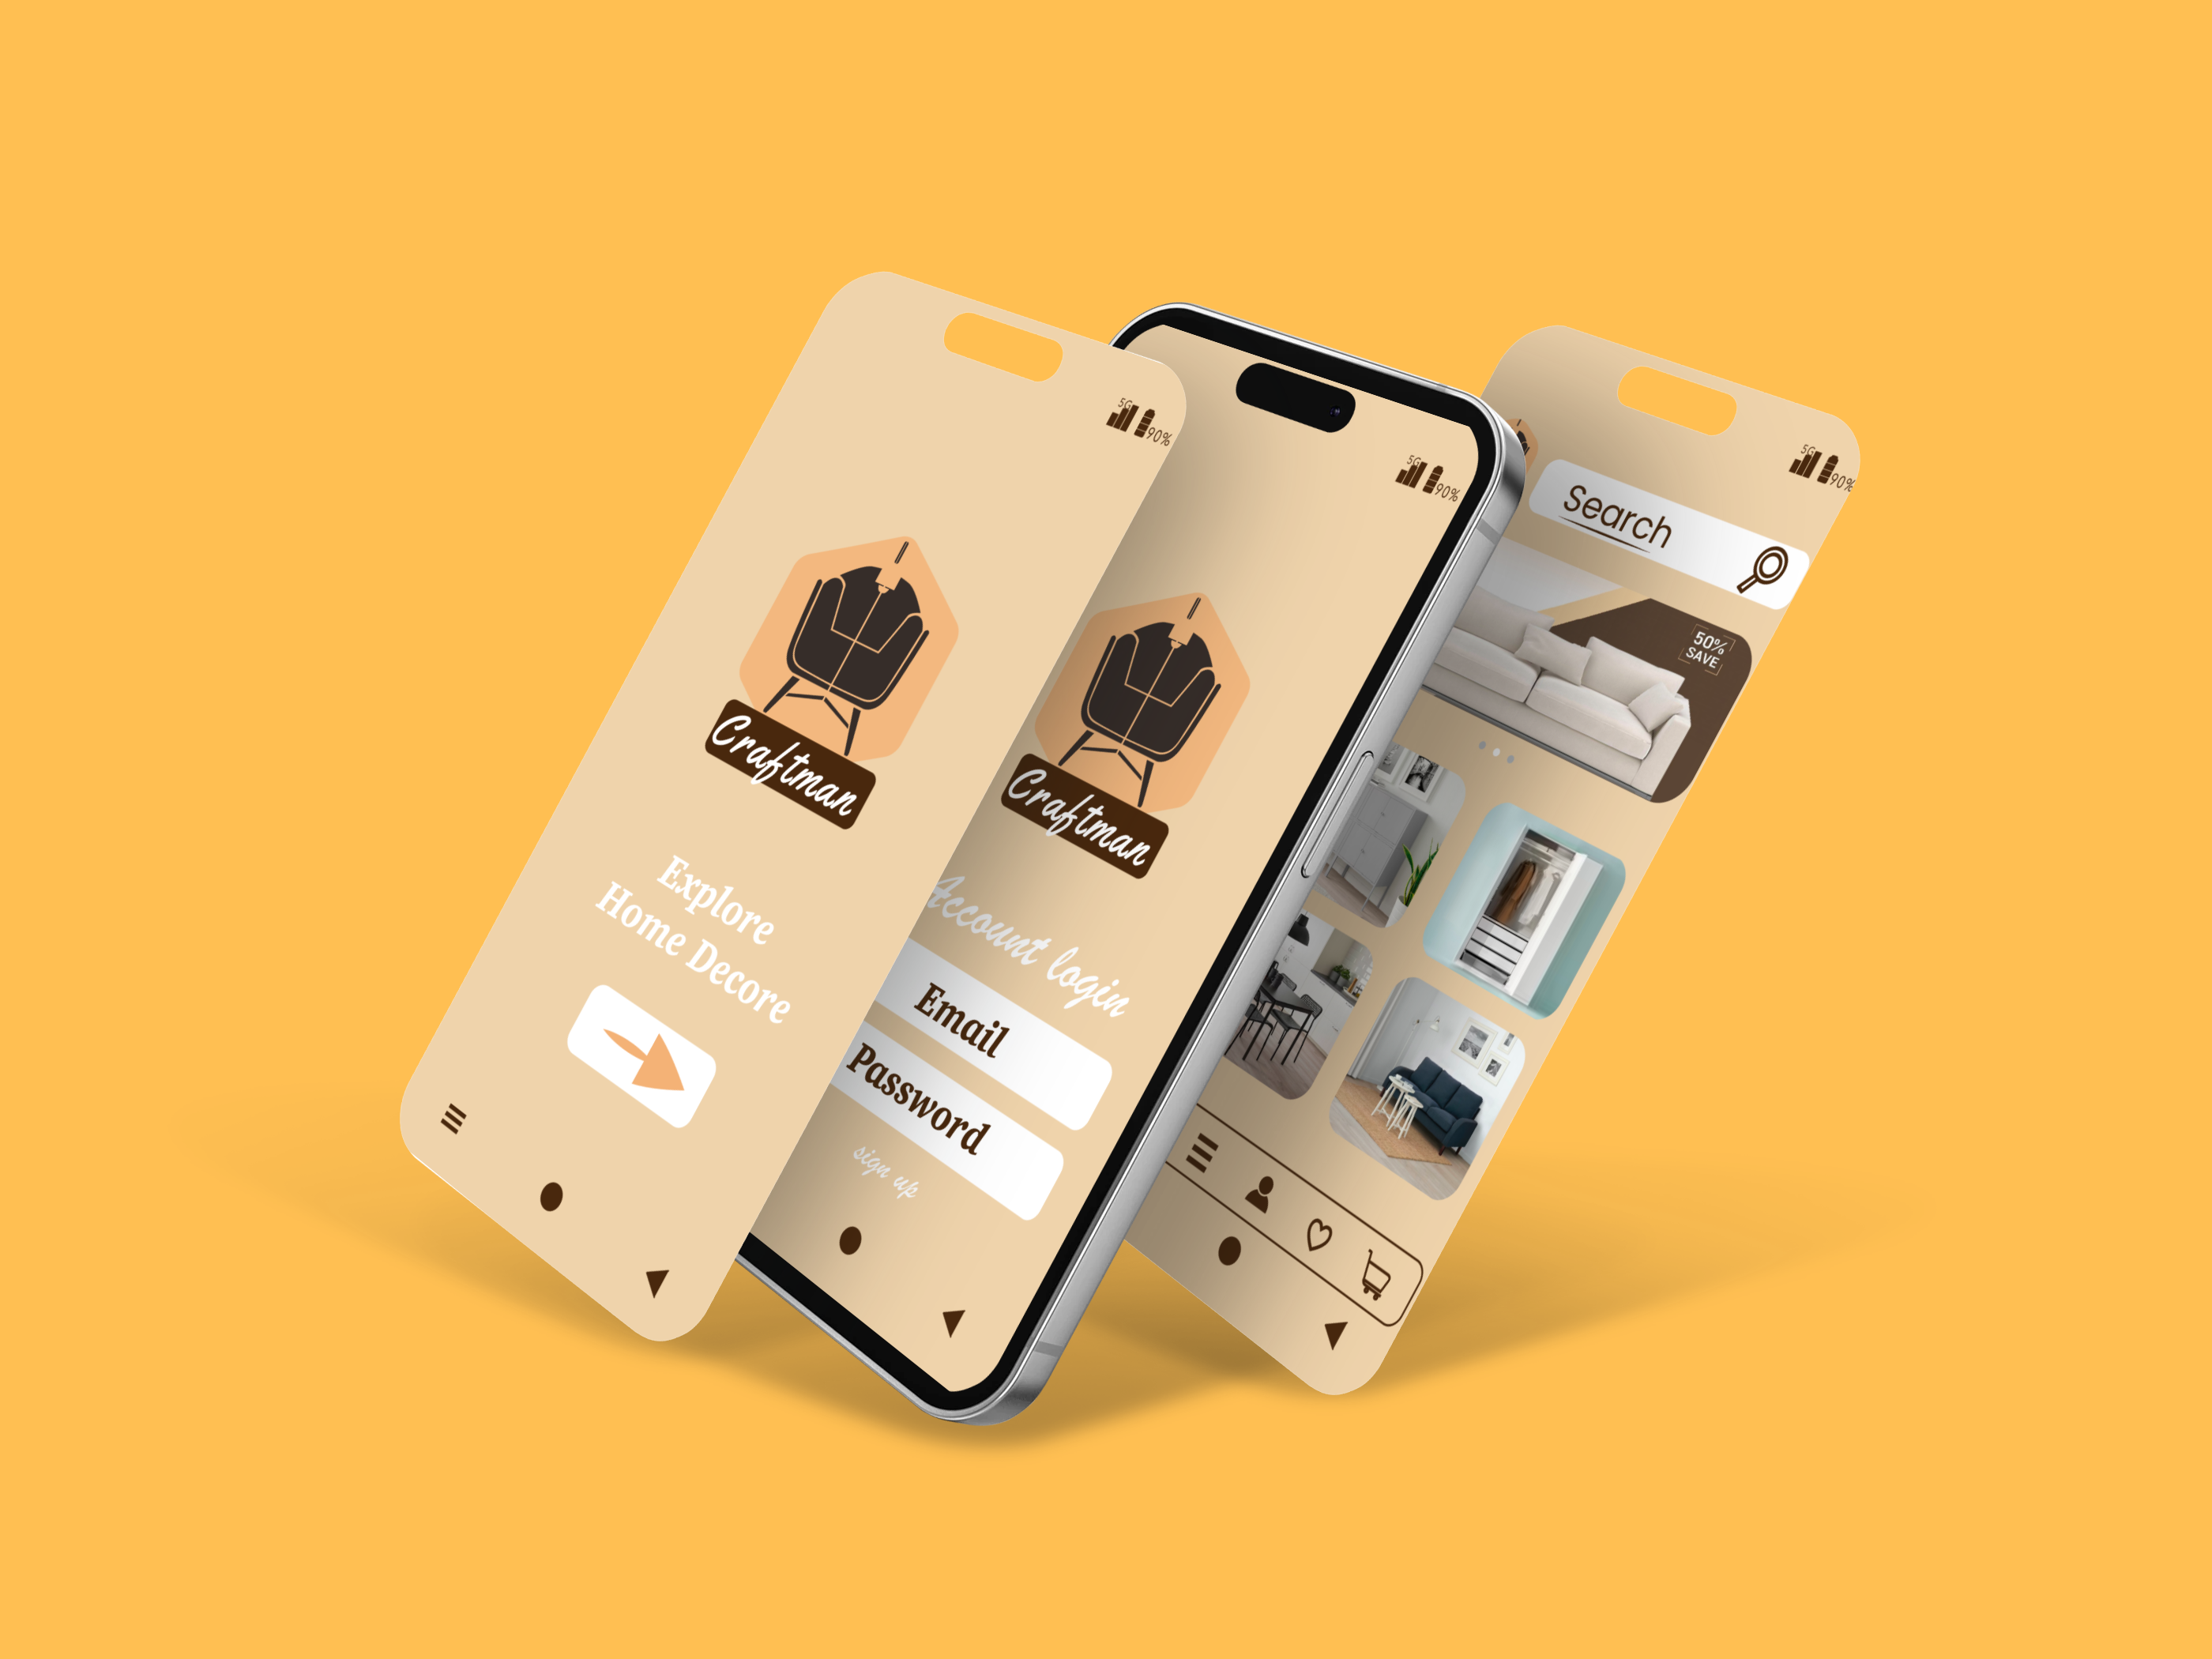 5G
90%
Craftman
Explore
Home Decore
5G
90%
Craftman
Account login
Email
Password
sign up
5G
90%
Search
50%
SAVE